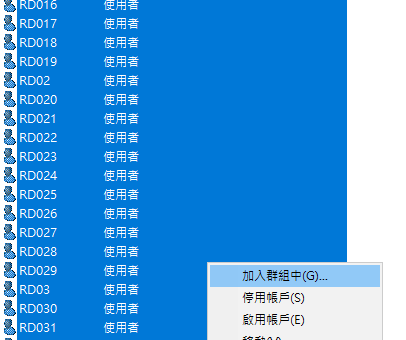 RD016 使用者
RD017 使用者
RD018 使用者
RD019 使用者
RD02 使用者
RD020 使用者
RD021 使用者
RD022 使用者
RD023 使用者
RD024 使用者
RD025 使用者
RD026 使用者
RD027 使用者
RD028 使用者
RD029 使用者
RD03 使用者
RD030 使用者
RD031 使用者
加入群組中(G)...
停用帳戶(S)
啟用帳戶(E)